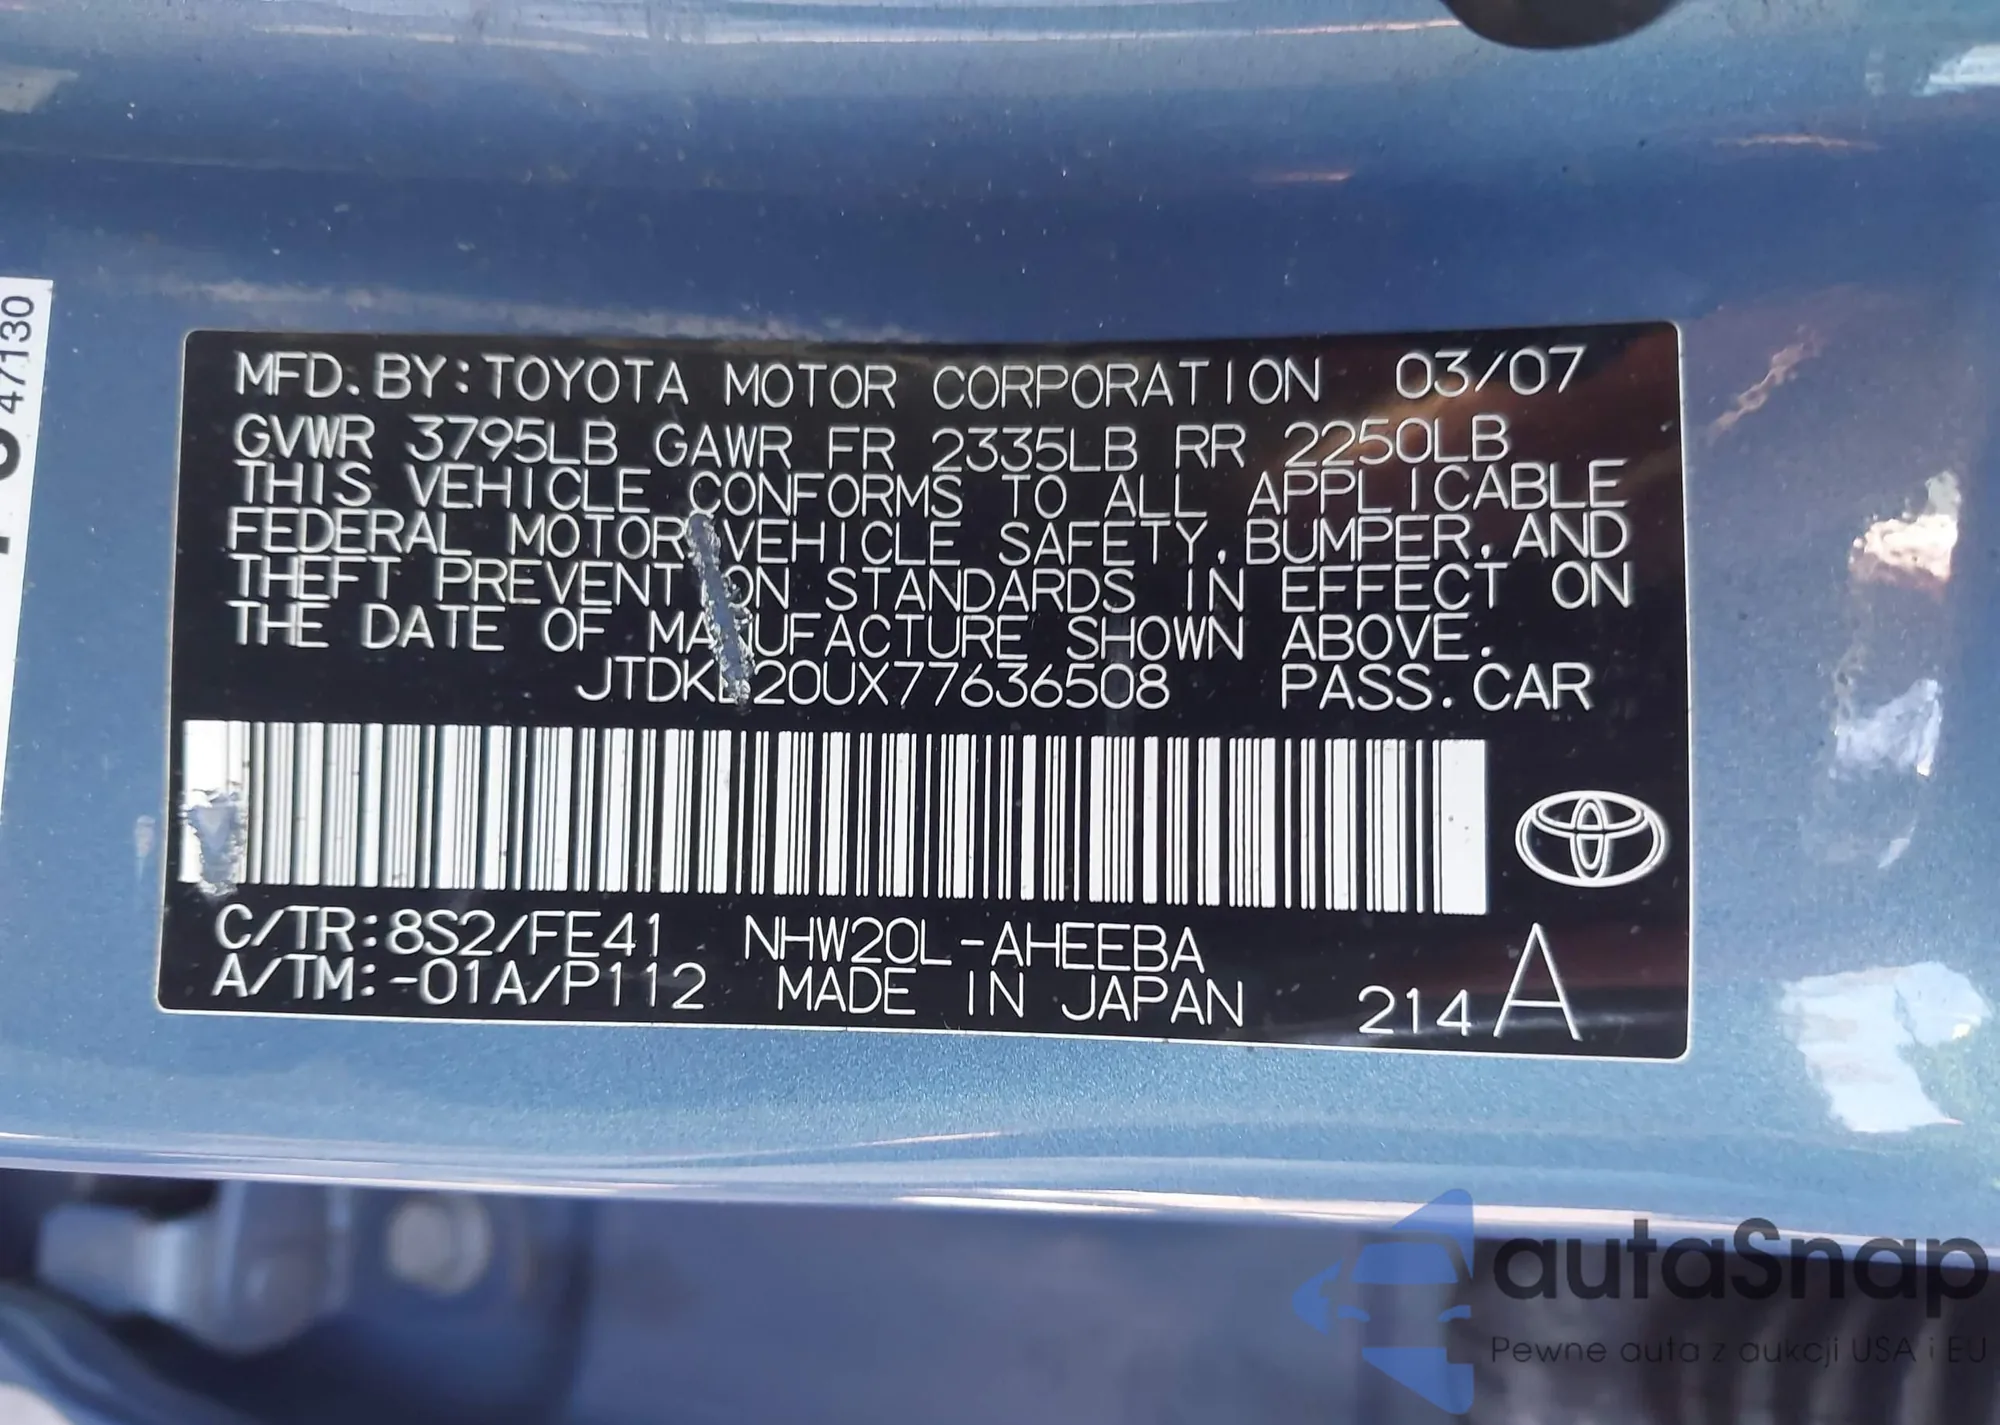 47130
MFD. BY: TOYOTA MOTOR CORPORATION 03/07
GVWR 3795LB GAWR FR 2335LB RR 2250LB
THIS VEHICLE CONFORMS TO ALL APPLICABLE
FEDERAL MOTOR VEHICLE SAFETY, BUMPER, AND
THEFT PREVENTION STANDARDS IN EFFECT ON
THE DATE OF MANUFACTURE SHOWN ABOVE.
PASS. CAR
C/TR: 8S2/FE41 NHW20L-AHEEBA
A/TM: -01A/P112 MADE IN JAPAN 214 A
autaSnap
Pewne auta z aukcji USA i EU